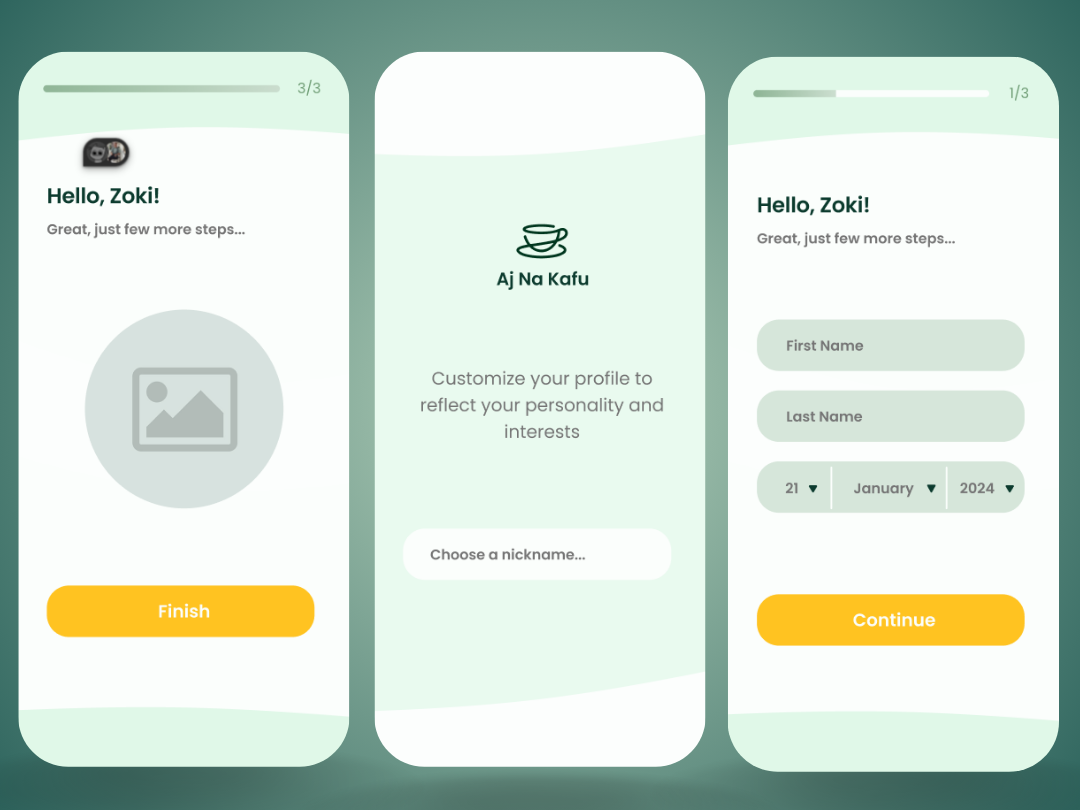 3/3
Hello, Zoki!
Great, just few more steps...
Finish
Aj Na Kafu
Customize your profile to
reflect your personality and
interests
Choose a nickname...
1/3
Hello, Zoki!
Great, just few more steps...
First Name
Last Name
21 January 2024
Continue